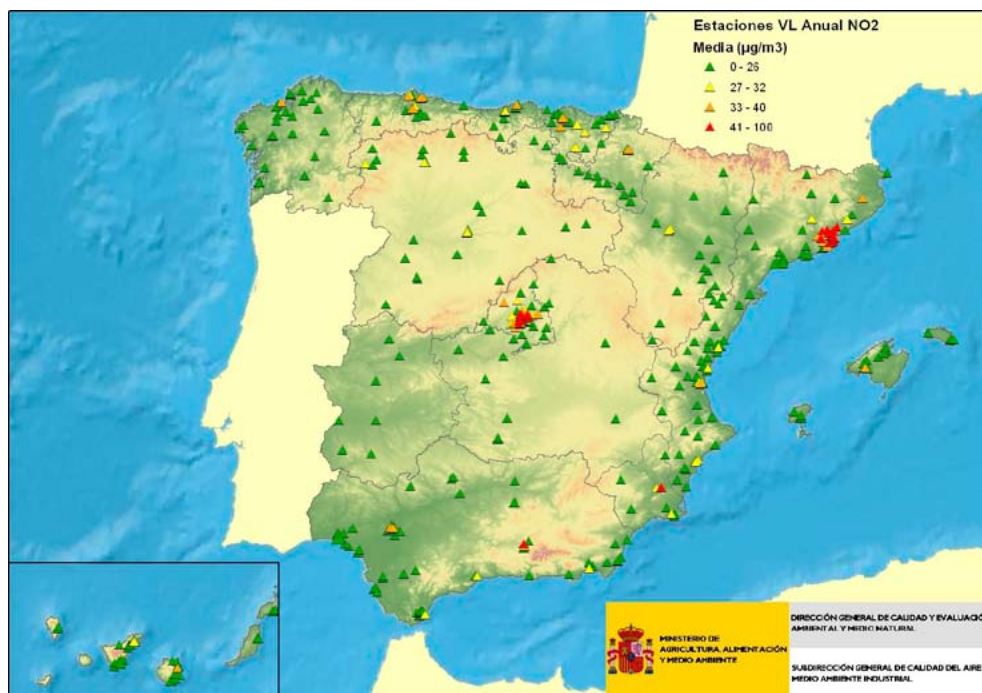 Estaciones VL Anual NO2
Media (µg/m3)
0 - 26
27 - 32
33 - 40
41 - 100
MINISTERIO DE
AGRICULTURA, ALIMENTACIÓN
Y MEDIO AMBIENTE
DIRECCIÓN GENERAL DE CALIDAD Y EVALUACIÓ
AMBIENTAL Y MEDIO NATURAL
SUBDIRECCIÓN GENERAL DE CALIDAD DEL AIRE
MEDIO AMBIENTE INDUSTRIAL